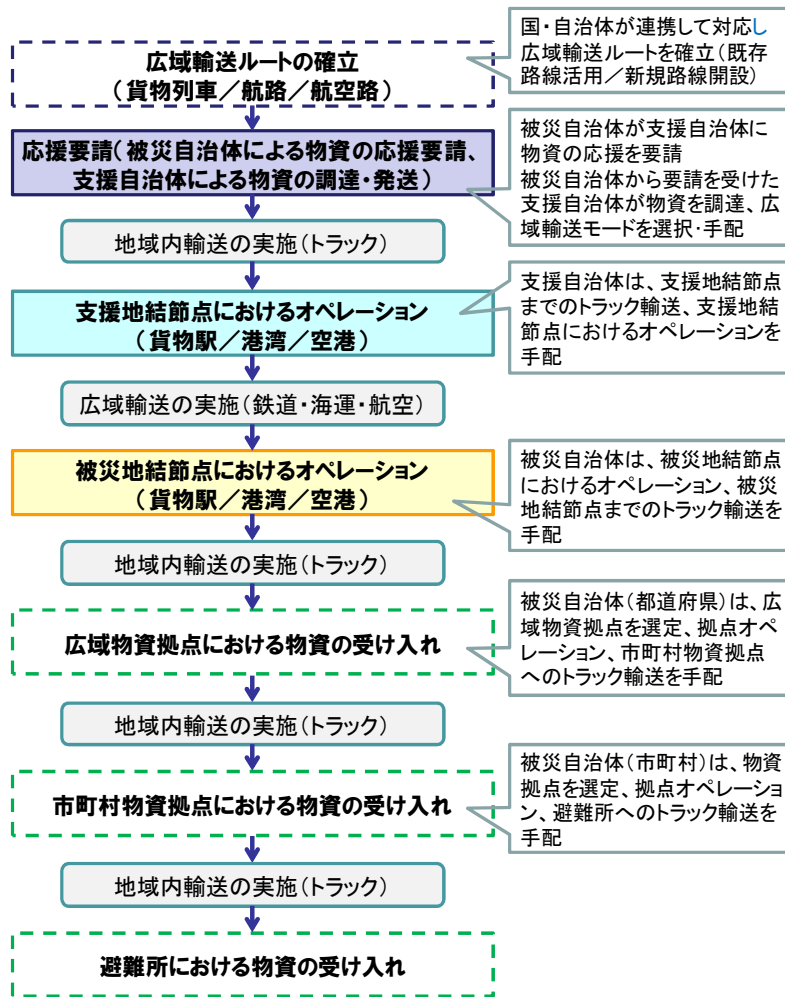 広域輸送ルートの確立
（貨物列車／航路／航空路）
国・自治体が連携して対応し
広域輸送ルートを確立（既存
路線活用／新規路線開設）
応援要請（被災自治体による物資の応援要請、
支援自治体による物資の調達・発送）
被災自治体が支援自治体に
物資の応援を要請
被災自治体から要請を受けた
支援自治体が物資を調達、広
域輸送モードを選択・手配
地域内輸送の実施（トラック）
支援地結節点におけるオペレーション
（貨物駅／港湾／空港）
支援自治体は、支援地結節点
までのトラック輸送、支援地結
節点におけるオペレーションを
手配
広域輸送の実施（鉄道・海運・航空）
被災地結節点におけるオペレーション
（貨物駅／港湾／空港）
被災自治体は、被災地結節点
におけるオペレーション、被災
地結節点までのトラック輸送を
手配
地域内輸送の実施（トラック）
広域物資拠点における物資の受け入れ
被災自治体（都道府県）は、広
域物資拠点を選定、拠点オペ
レーション、市町村物資拠点
へのトラック輸送を手配
地域内輸送の実施（トラック）
市町村物資拠点における物資の受け入れ
被災自治体（市町村）は、物資
拠点を選定、拠点オペレーショ
ン、避難所へのトラック輸送を
手配
地域内輸送の実施（トラック）
避難所における物資の受け入れ